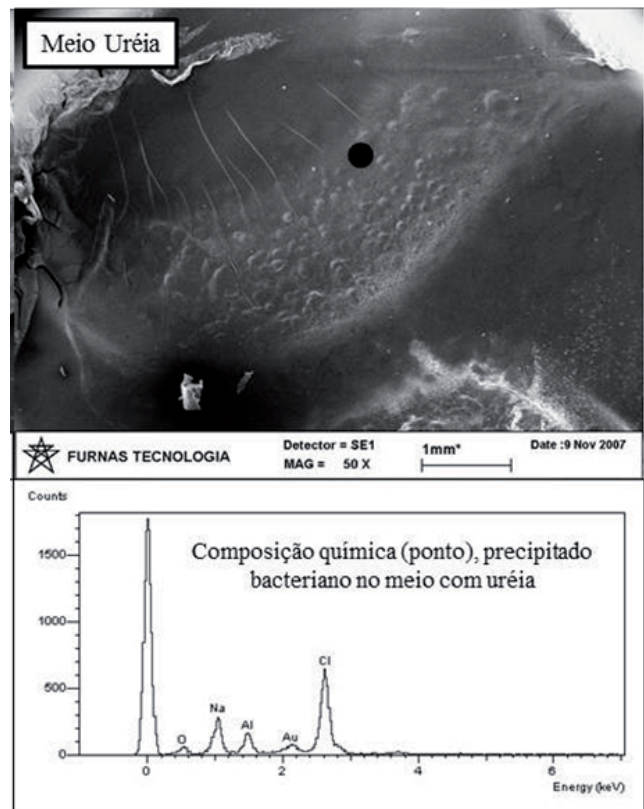 Meio Uréia
FURNAS TECNOLOGIA
Detector = SE1
MAG = 50 X
1mm*
Date :9 Nov 2007
Counts
Composição química (ponto), precipitado
bacteriano no meio com uréia
1500
1000
500
0
O
Na
Al
Au
Cl
0
2
4
6
Energy (keV)